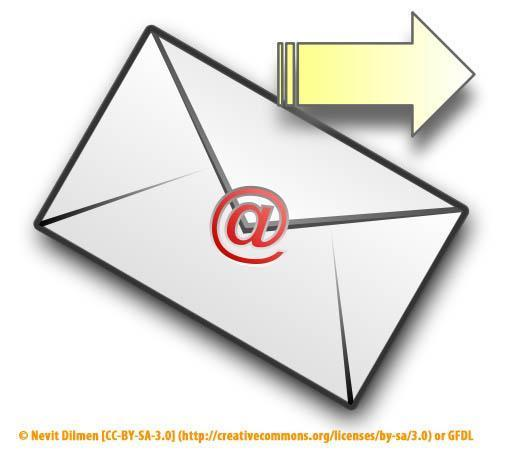 @
© Nevit Dilmen [CC-BY-SA-3.0] (http://creativecommons.org/licenses/by-sa/3.0) or GFDL